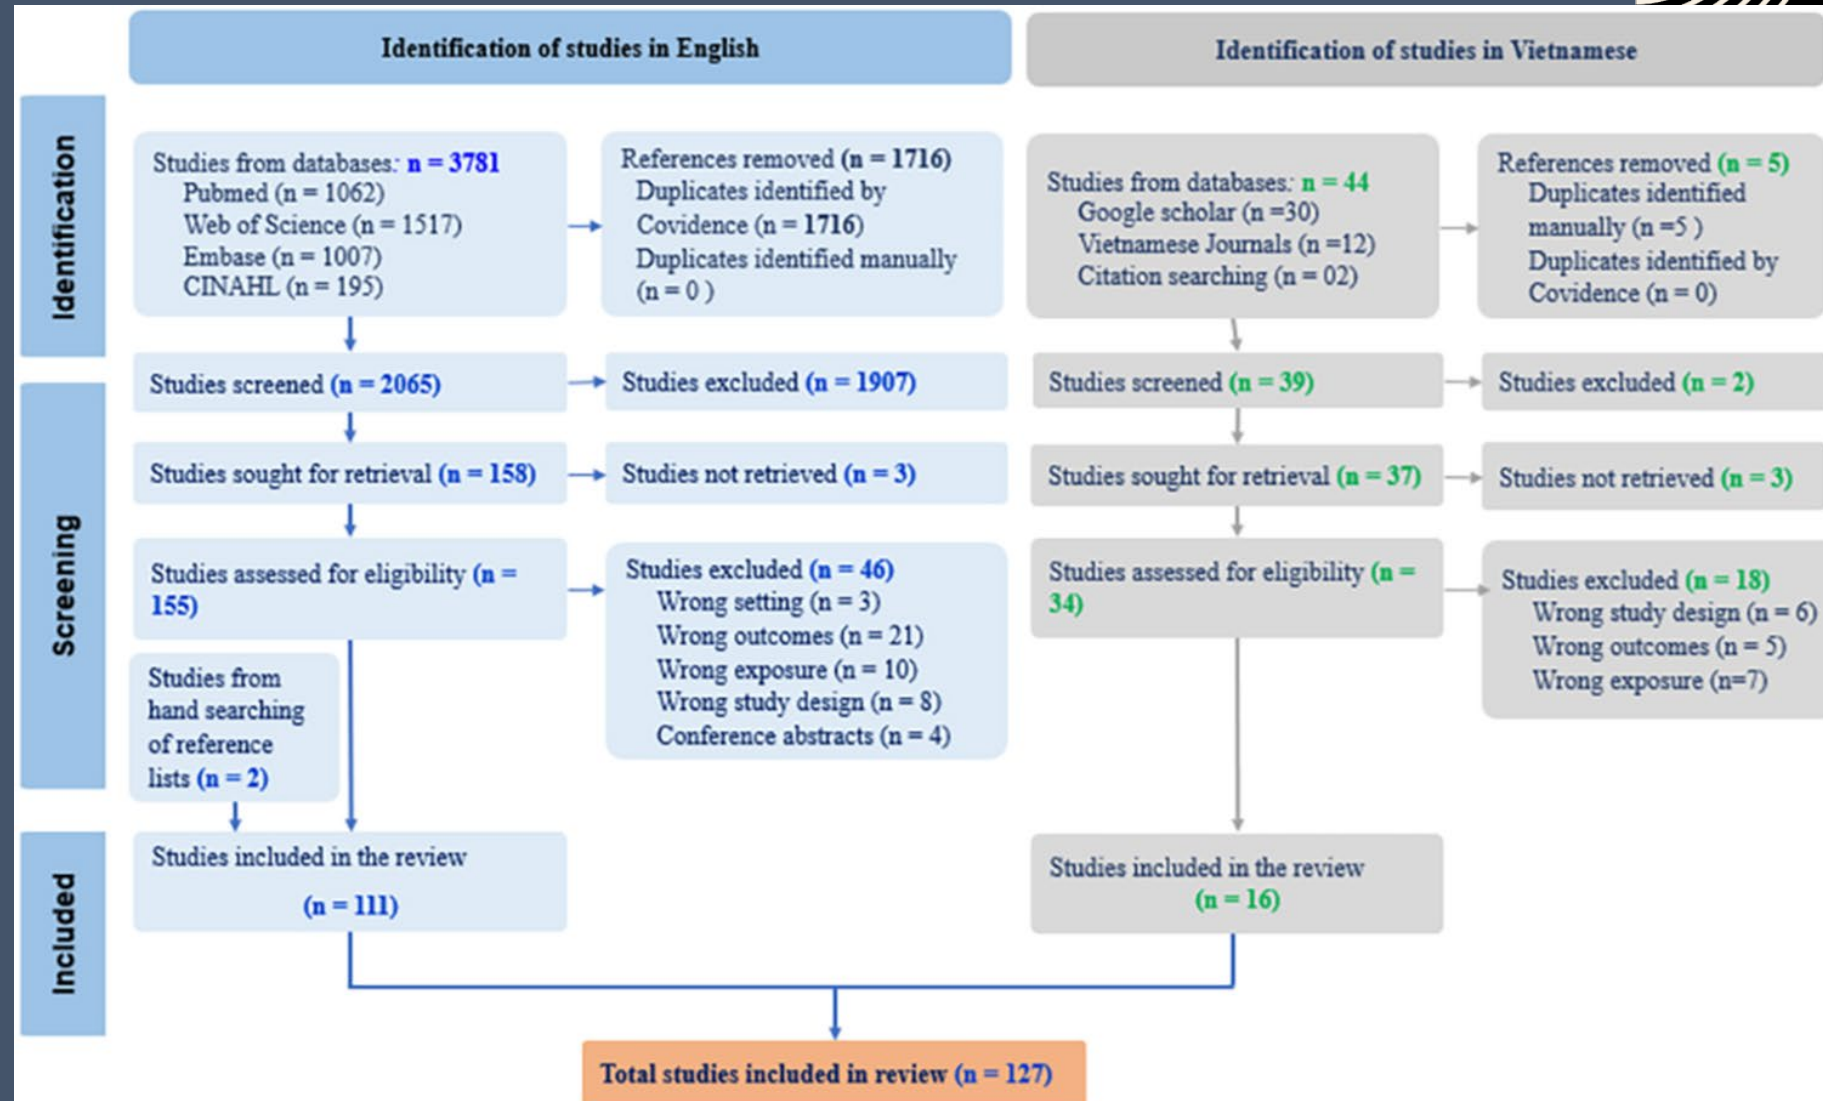 Identification of studies in English
Identification of studies in Vietnamese
Identification
Studies from databases: n = 3781
Pubmed (n = 1062)
Web of Science (n = 1517)
Embase (n = 1007)
CINAHL (n = 195)
References removed (n = 1716)
Duplicates identified by
Covidence (n = 1716)
Duplicates identified manually
(n = 0 )
Studies from databases: n = 44
Google scholar (n =30)
Vietnamese Journals (n =12)
Citation searching (n = 02)
References removed (n = 5)
Duplicates identified
manually (n =5 )
Duplicates identified by
Covidence (n = 0)
Screening
Studies screened (n = 2065)
Studies excluded (n = 1907)
Studies screened (n = 39)
Studies excluded (n = 2)
Studies sought for retrieval (n = 158)
Studies not retrieved (n = 3)
Studies sought for retrieval (n = 37)
Studies not retrieved (n = 3)
Studies assessed for eligibility (n =
155)
Studies excluded (n = 46)
Wrong setting (n = 3)
Wrong outcomes (n = 21)
Wrong exposure (n = 10)
Wrong study design (n = 8)
Conference abstracts (n = 4)
Studies assessed for eligibility (n =
34)
Studies excluded (n = 18)
Wrong study design (n = 6)
Wrong outcomes (n = 5)
Wrong exposure (n=7)
Studies from
hand searching
of reference
lists (n = 2)
Included
Studies included in the review
(n = 111)
Studies included in the review
(n = 16)
Total studies included in review (n = 127)